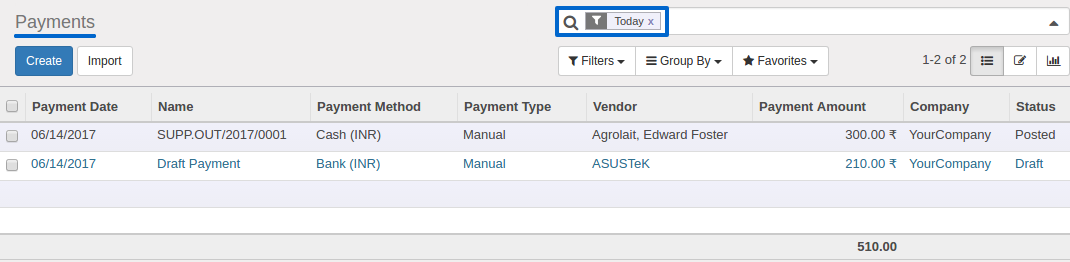 Payments
Today x
Create Import
Filters Group By Favorites 1-2 of 2
Payment Date Name Payment Method Payment Type Vendor Payment Amount Company Status
06/14/2017 SUPP.OUT/2017/0001 Cash (INR) Manual Agrolait, Edward Foster 300.00 ₹ YourCompany Posted
06/14/2017 Draft Payment Bank (INR) Manual ASUSTeK 210.00 ₹ YourCompany Draft
510.00